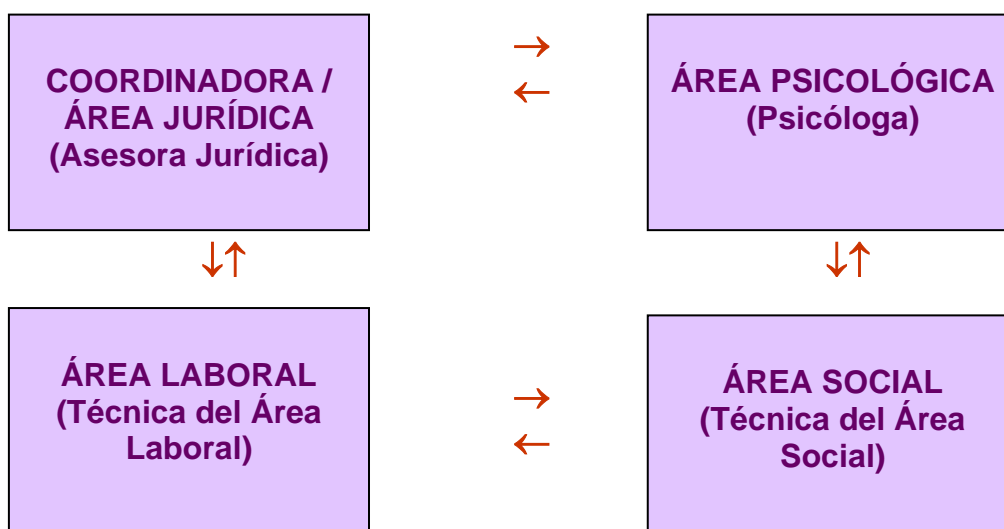 COORDINADORA /
ÁREA JURÍDICA
(Asesora Jurídica)
→
←
ÁREA PSICOLÓGICA
(Psicóloga)
↓↑
↓↑
ÁREA LABORAL
(Técnica del Área
Laboral)
→
←
ÁREA SOCIAL
(Técnica del Área
Social)